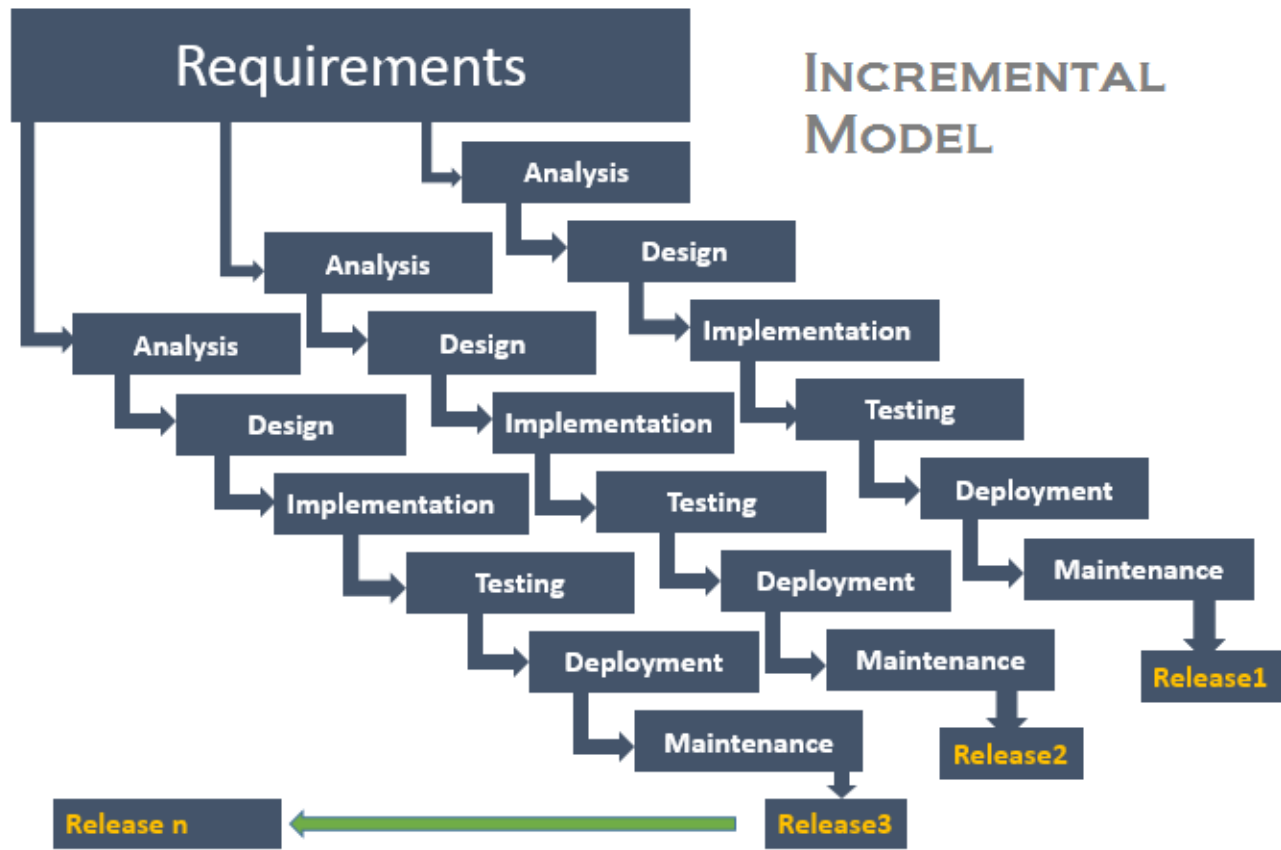 Requirements
INCREMENTAL
MODEL
Analysis
Design
Implementation
Testing
Deployment
Maintenance
Release1
Analysis
Design
Implementation
Testing
Deployment
Maintenance
Release2
Analysis
Design
Implementation
Testing
Deployment
Maintenance
Release3
Release n